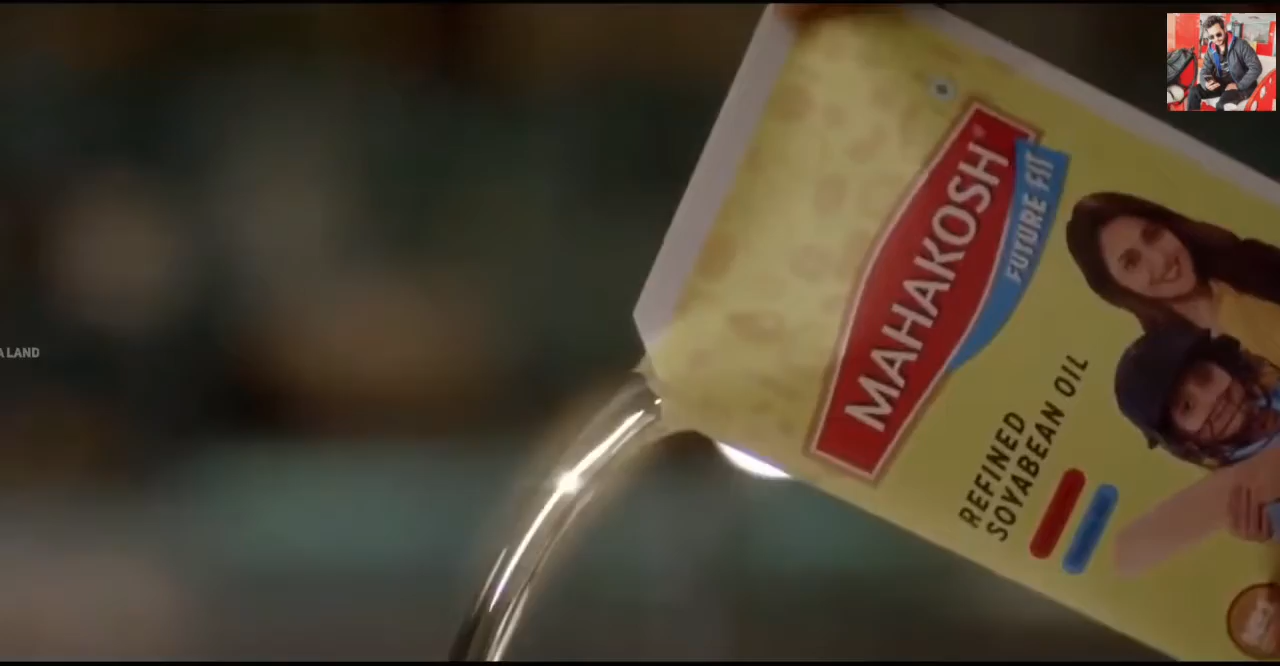 MAHAKOSH
FUTURE FIT
REFINED
SOYABEAN OIL
A LAND